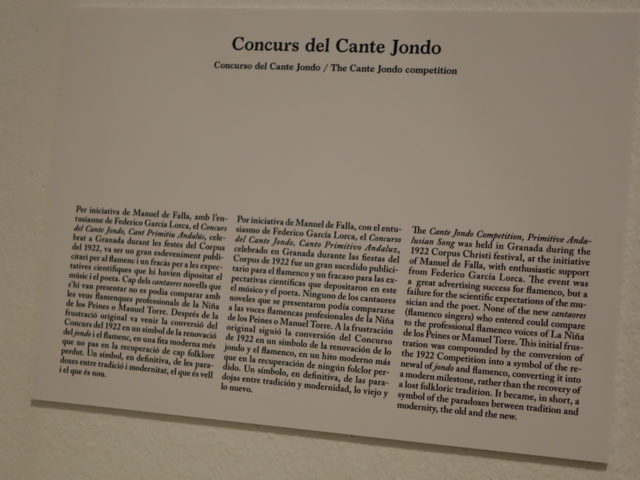 Concurs del Cante Jondo
Concurso del Cante Jondo / The Cante Jondo competition
Per iniciativa de Manuel de Falla, amb l'en-
tusiasme de Federico García Lorca, el Concurs
del Cante Jondo, Cant Primitiu Andalús, cele-
brat a Granada durant les festes del Corpus
del 1922, va ser un gran esdeveniment publi-
citari per al flamenc i un fracàs per a les expec-
tatives científiques que hi havien dipositat el
músic i el poeta. Cap dels cantaores novells que
s'hi van presentar no es podia comparar amb
les veus flamenques professionals de la Niña
de los Peines o Manuel Torre. Després de la
frustració original va venir la conversió del
Concurs del 1922 en un símbol de la renovació
del jondo i el flamenc, en una fita moderna més
que no pas en la recuperació de cap folklore
perdut. Un símbol, en definitiva, de les para-
doxes entre tradició i modernitat, el que és vell
i el que és nou.
Por iniciativa de Manuel de Falla, con el entu-
siasmo de Federico García Lorca, el Concurso
del Cante Jondo, Canto Primitivo Andaluz,
celebrado en Granada durante las fiestas del
Corpus de 1922 fue un gran sucedido publici-
tario para el flamenco y un fracaso para las ex-
pectativas científicas que depositaron en este
el músico y el poeta. Ninguno de los cantaores
noveles que se presentaron podía compararse
a las voces flamencas profesionales de la Niña
de los Peines o Manuel Torre. A la frustración
original siguió la conversión del Concurso
de 1922 en un símbolo de la renovación de lo
jondo y el flamenco, en un hito moderno más
que en la recuperación de ningún folclor per-
dido. Un símbolo, en definitiva, de las para-
dojas entre tradición y modernidad, lo viejo y
lo nuevo.
The Cante Jondo Competition, Primitive Anda-
lusian Song was held in Granada during the
1922 Corpus Christi festival, at the initiative
of Manuel de Falla, with enthusiastic support
from Federico García Lorca. The event was
a great advertising success for flamenco, but a
failure for the scientific expectations of the mu-
sician and the poet. None of the new cantaores
(flamenco singers) who entered could compare
to the professional flamenco voices of La Niña
de los Peines or Manuel Torre. This initial frus-
tration was compounded by the conversion of
the 1922 Competition into a symbol of the re-
newal of jondo and flamenco, converting it into
a modern milestone, rather than the recovery of
a lost folkloric tradition. It became, in short, a
symbol of the paradoxes between tradition and
modernity, the old and the new.